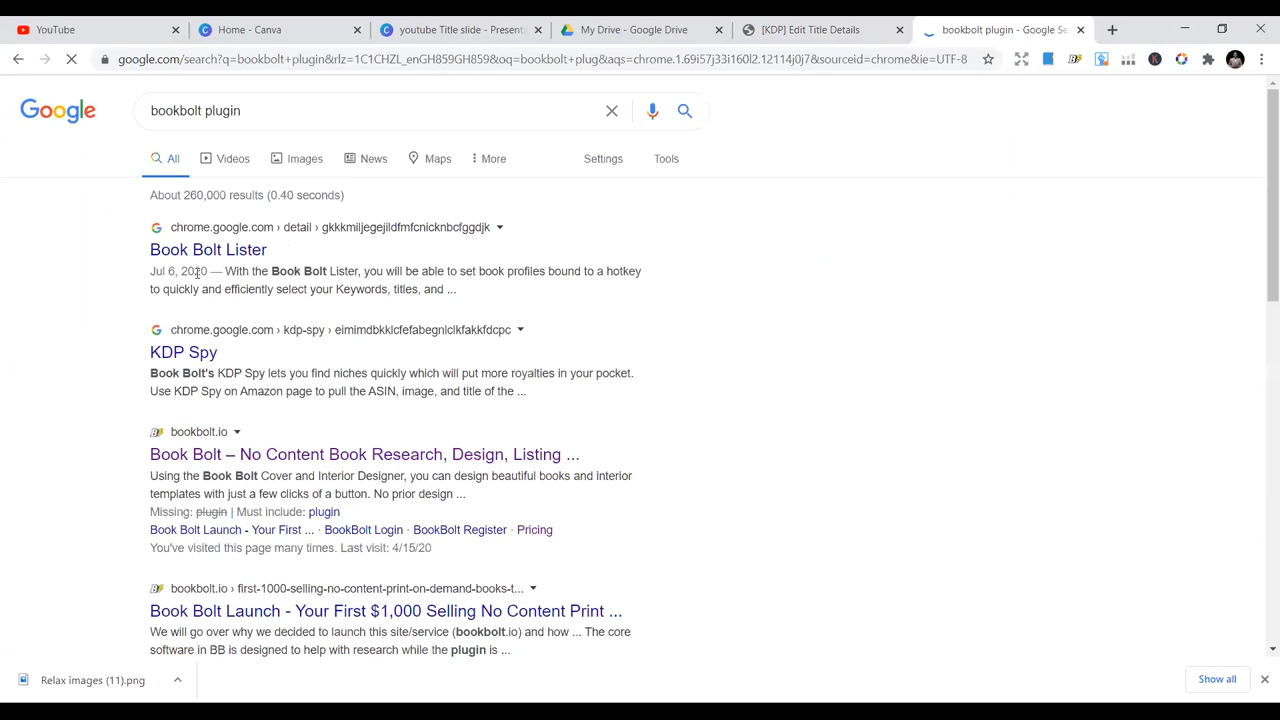 YouTube
Home - Canva
youtube Title slide - Presenta
My Drive - Google Drive
[KDP] Edit Title Details
bookbolt plugin - Google Se
google.com/search?q=bookbolt+plugin&rlz=1C1CHZL_enGH859GH859&oq=bookbolt+plug&aqs=chrome.1.69i57j33i160l2.12114j0j7&sourceid=chrome&ie=UTF-8
Google
bookbolt plugin
All Videos Images News Maps More Settings Tools
About 260,000 results (0.40 seconds)
chrome.google.com › detail › gkkkmiljegejildfmfcnicknbcfggdjk
Book Bolt Lister
Jul 6, 2020 — With the Book Bolt Lister, you will be able to set book profiles bound to a hotkey
to quickly and efficiently select your Keywords, titles, and ...
chrome.google.com › kdp-spy › eimimdbkklcfefabegnlclkfakkfdcpc
KDP Spy
Book Bolt's KDP Spy lets you find niches quickly which will put more royalties in your pocket.
Use KDP Spy on Amazon page to pull the ASIN, image, and title of the ...
bookbolt.io
Book Bolt – No Content Book Research, Design, Listing ...
Using the Book Bolt Cover and Interior Designer, you can design beautiful books and interior
templates with just a few clicks of a button. No prior design ...
Missing: plugin | Must include: plugin
Book Bolt Launch - Your First ... · BookBolt Login · BookBolt Register · Pricing
You've visited this page many times. Last visit: 4/15/20
bookbolt.io › first-1000-selling-no-content-print-on-demand-books-t...
Book Bolt Launch - Your First $1,000 Selling No Content Print ...
We will go over why we decided to launch this site/service (bookbolt.io) and how ... The core
software in BB is designed to help with research while the plugin is ...
Relax images (11).png
Show all